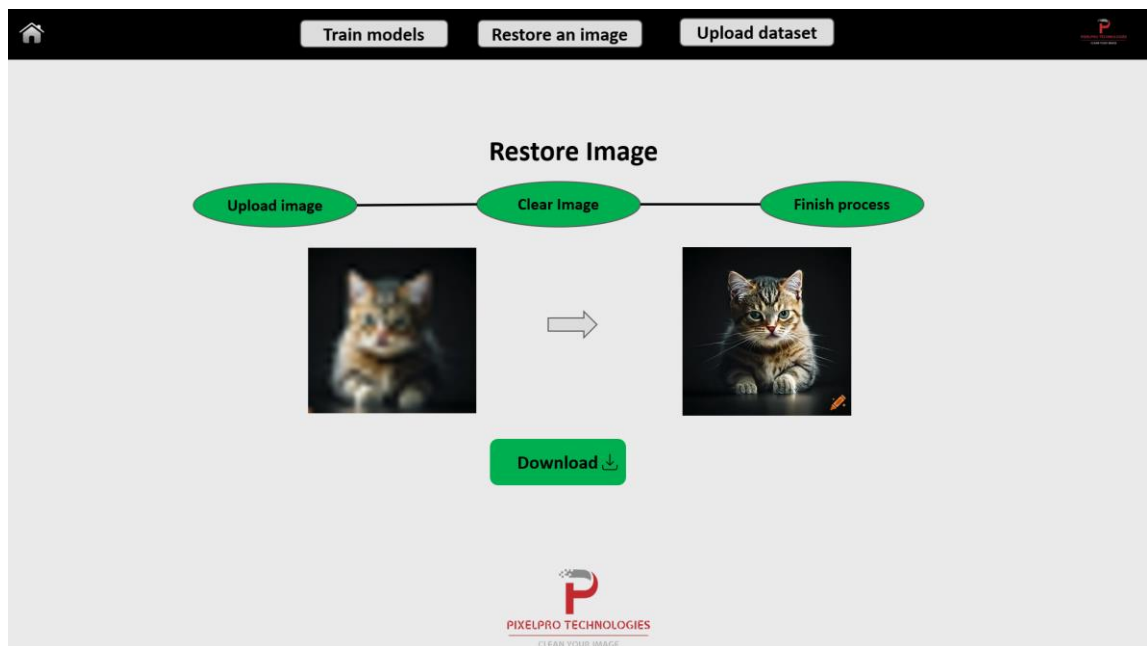 Train models
Restore an image
Upload dataset
Restore Image
Upload image
Clear Image
Finish process
Download
PIXELPRO TECHNOLOGIES
CLEAN YOUR IMAGE